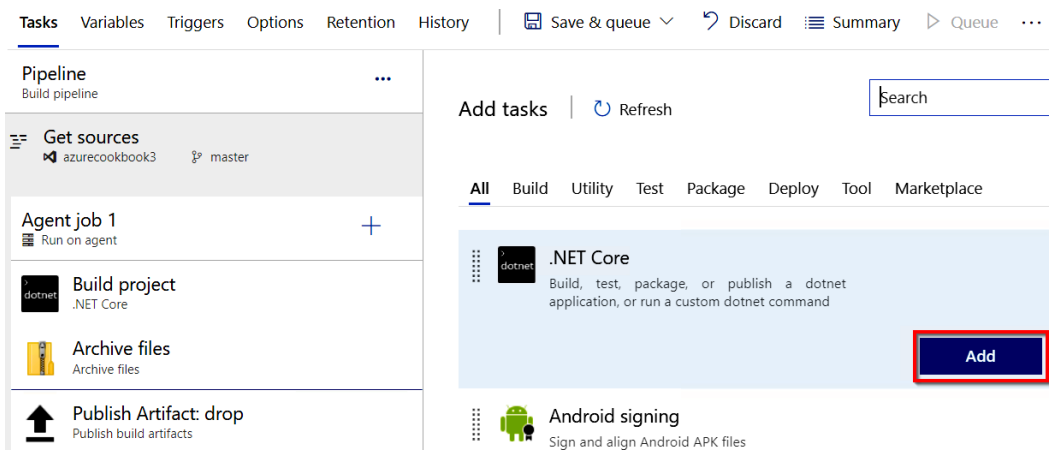 Tasks Variables Triggers Options Retention History Save & queue Discard Summary Queue ...
Pipeline ...
Build pipeline
Get sources
azurecookbook3 master
Agent job 1 +
Run on agent
dotnet Build project
.NET Core
Archive files
Archive files
Publish Artifact: drop
Publish build artifacts
Add tasks Refresh Search
All Build Utility Test Package Deploy Tool Marketplace
dotnet .NET Core
Build, test, package, or publish a dotnet
application, or run a custom dotnet command
Add
Android signing
Sign and align Android APK files